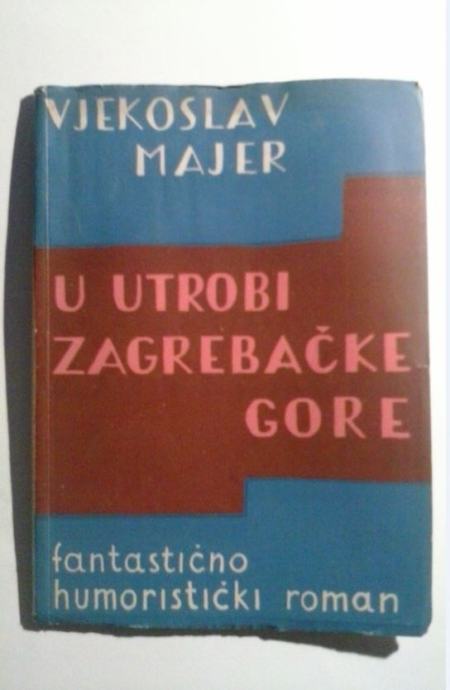 VJEKOSLAV
MAJER
U UTROBI
ZAGREBAČKE
GORE
fantastično
humoristički roman